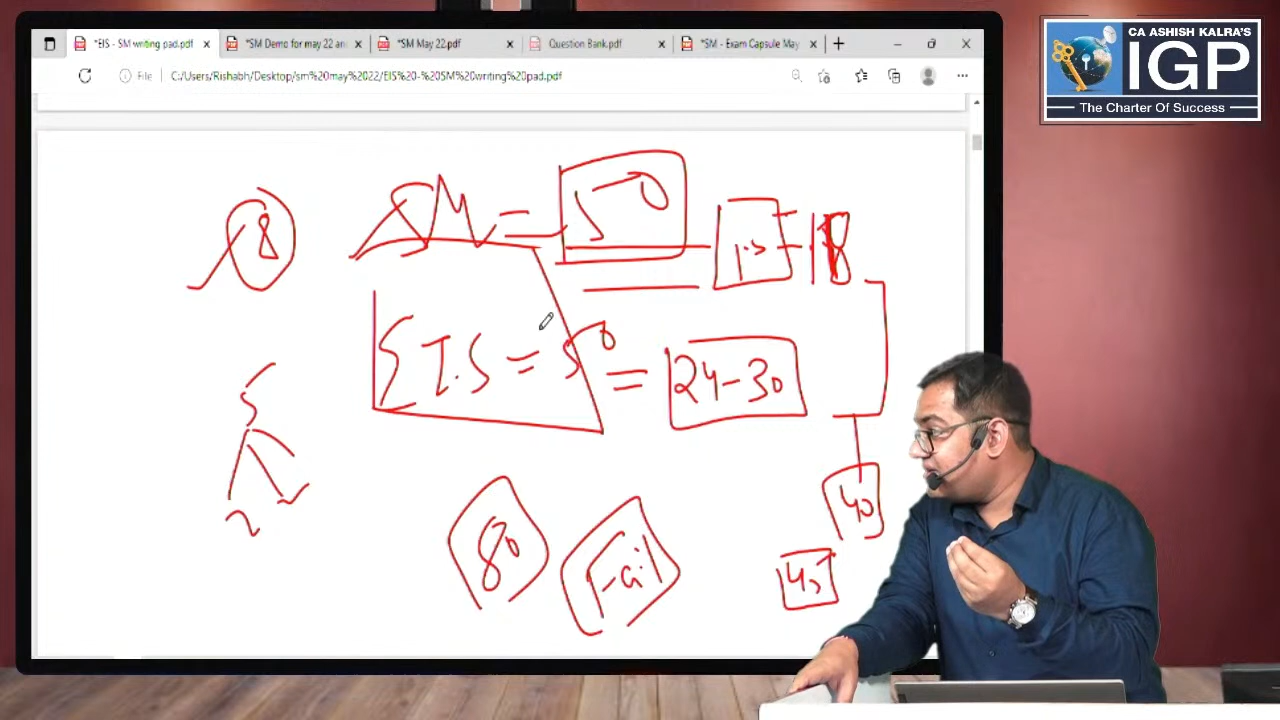 *EIS - SM writing pad.pdf
*SM Demo for may 22 an
*SM May 22.pdf
Question Bank.pdf
*SM - Exam Capsule May
File
C:/Users/Rishabh/Desktop/sm%20may%2022/EIS%20-%20SM%20writing%20pad.pdf
CA ASHISH KALRA'S
IGP
The Charter Of Success
8
SM = 50
18
E I.S = 50 = 24-30
5
2 2
40
80
Fail
45